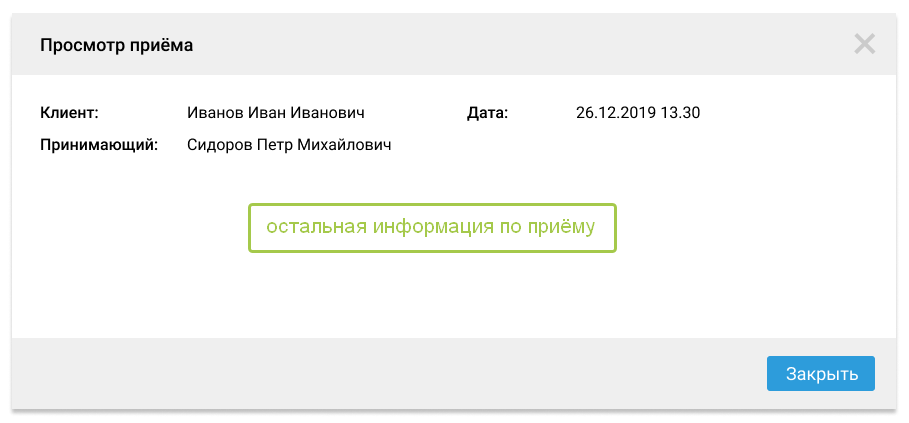 Просмотр приёма
Клиент: Иванов Иван Иванович Дата: 26.12.2019 13.30
Принимающий: Сидоров Петр Михайлович
остальная информация по приёму
Закрыть